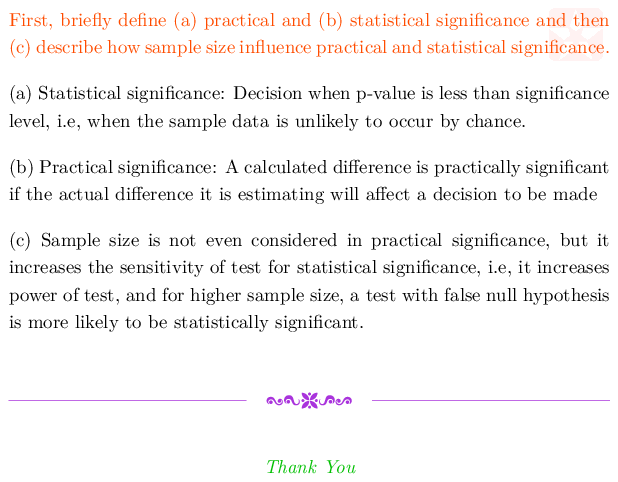 First, briefly define (a) practical and (b) statistical significance and then
(c) describe how sample size influence practical and statistical significance.
(a) Statistical significance: Decision when p-value is less than significance
level, i.e, when the sample data is unlikely to occur by chance.
(b) Practical significance: A calculated difference is practically significant
if the actual difference it is estimating will affect a decision to be made
(c) Sample size is not even considered in practical significance, but it
increases the sensitivity of test for statistical significance, i.e, it increases
power of test, and for higher sample size, a test with false null hypothesis
is more likely to be statistically significant.
Thank You